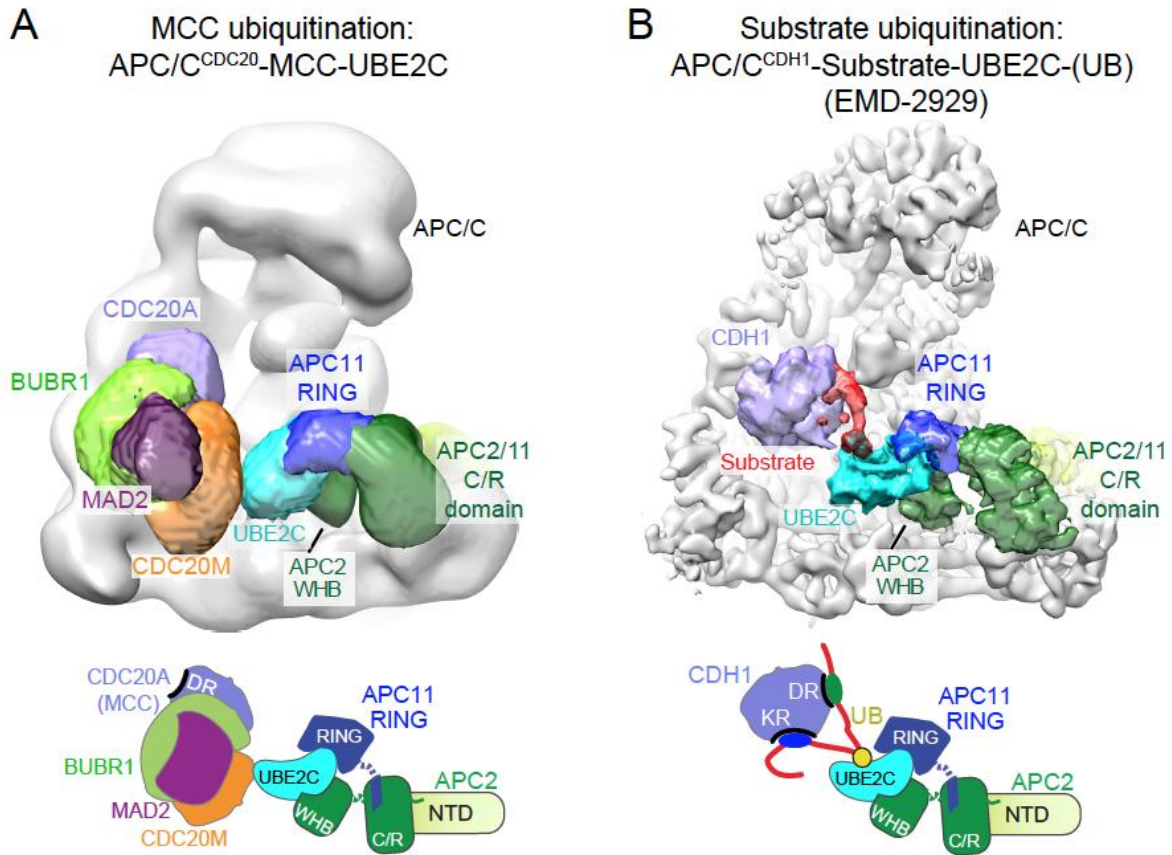 A
MCC ubiquitination:
APC/C^CDC20-MCC-UBE2C
APC/C
CDC20A
BUBR1
APC11
RING
MAD2
UBE2C
CDC20M
APC2
WHB
APC2/11
C/R
domain
CDC20A
(MCC)
DR
APC11
RING
RING
BUBR1
UBE2C
APC2
MAD2
WHB
C/R
NTD
CDC20M
B
Substrate ubiquitination:
APC/C^CDH1-Substrate-UBE2C-(UB)
(EMD-2929)
APC/C
CDH1
APC11
RING
Substrate
UBE2C
APC2
WHB
APC2/11
C/R
domain
CDH1
DR
KR
UB
APC11
RING
RING
UBE2C
APC2
WHB
C/R
NTD